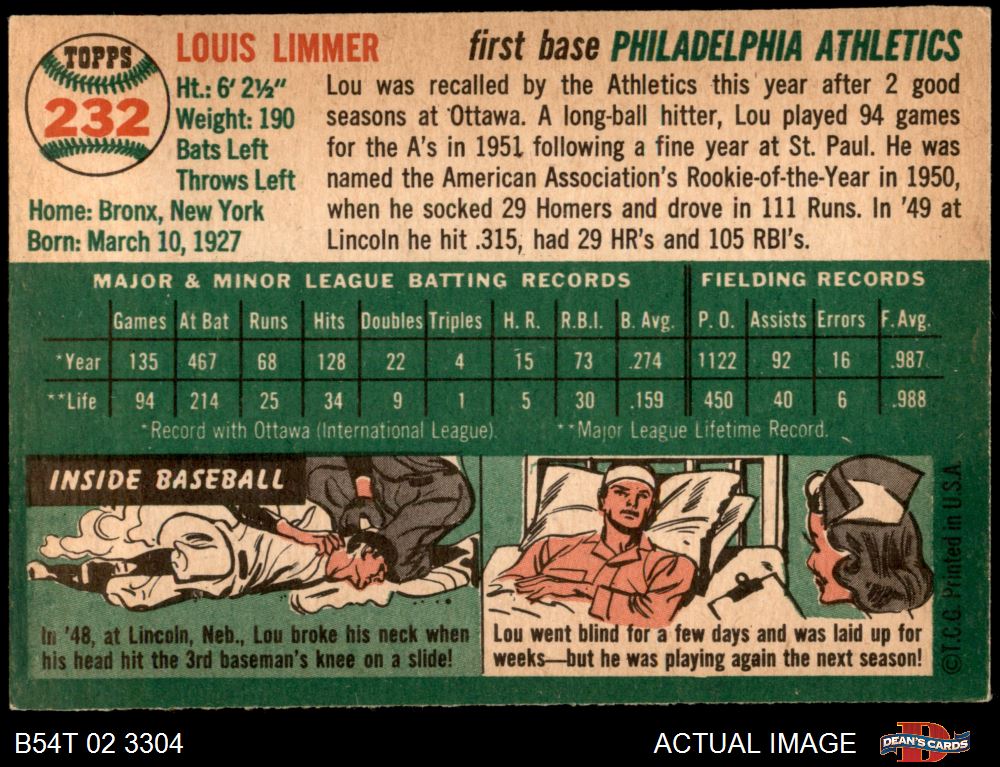 TOPPS
232
LOUIS LIMMER
first base PHILADELPHIA ATHLETICS
Ht.: 6' 2½"
Weight: 190
Bats Left
Throws Left
Home: Bronx, New York
Born: March 10, 1927
Lou was recalled by the Athletics this year after 2 good
seasons at Ottawa. A long-ball hitter, Lou played 94 games
for the A's in 1951 following a fine year at St. Paul. He was
named the American Association's Rookie-of-the-Year in 1950,
when he socked 29 Homers and drove in 111 Runs. In '49 at
Lincoln he hit .315, had 29 HR's and 105 RBI's.
MAJOR & MINOR LEAGUE BATTING RECORDS FIELDING RECORDS
Games At Bat Runs Hits Doubles Triples H. R. R.B.I. B. Avg. P. O. Assists Errors F. Avg.
*Year 135 467 68 128 22 4 15 73 .274 1122 92 16 .987
**Life 94 214 25 34 9 1 5 30 .159 450 40 6 .988
*Record with Ottawa (International League). **Major League Lifetime Record.
INSIDE BASEBALL
In '48, at Lincoln, Neb., Lou broke his neck when
his head hit the 3rd baseman's knee on a slide!
Lou went blind for a few days and was laid up for
weeks—but he was playing again the next season!
©T.C.G. Printed in U.S.A.
B54T 02 3304
ACTUAL IMAGE
DEAN'S CARDS